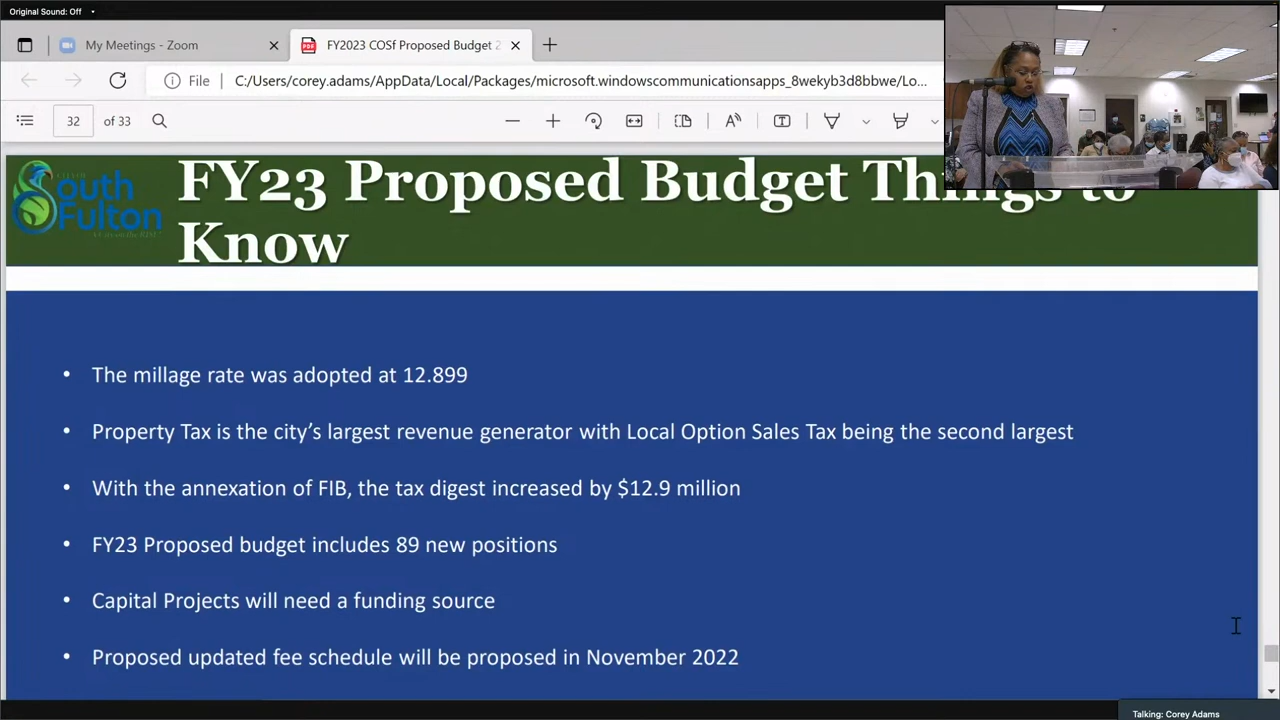 Original Sound: Off
My Meetings - Zoom
FY2023 COSf Proposed Budget 2
File
C:/Users/corey.adams/AppData/Local/Packages/microsoft.windowscommunicationsapps_8wekyb3d8bbwe/Lo...
32 of 33
CITY OF
South
Fulton
FY23 Proposed Budget Things to
Know
• The millage rate was adopted at 12.899
• Property Tax is the city's largest revenue generator with Local Option Sales Tax being the second largest
• With the annexation of FIB, the tax digest increased by $12.9 million
• FY23 Proposed budget includes 89 new positions
• Capital Projects will need a funding source
• Proposed updated fee schedule will be proposed in November 2022
Talking: Corey Adams